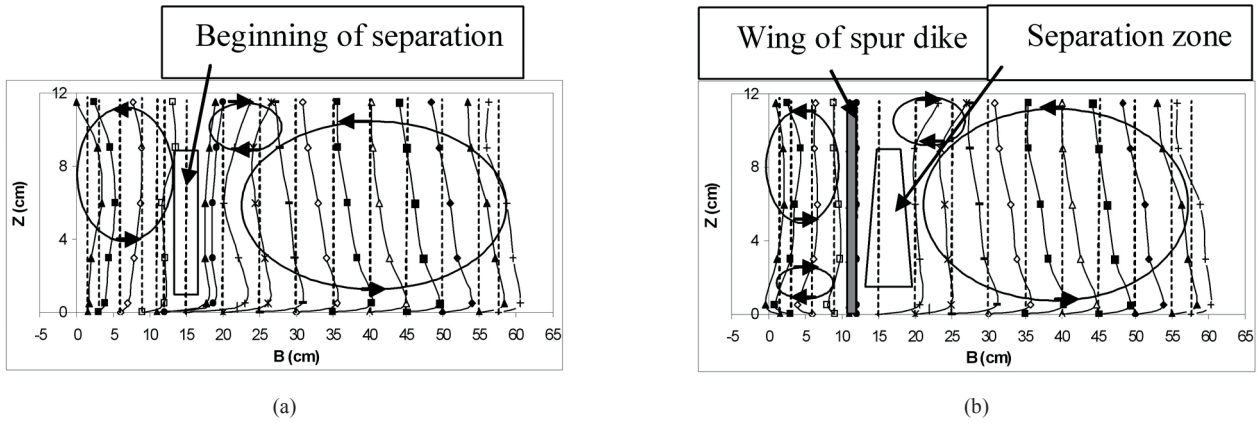 Beginning of separation
12
8
4
0
Z (cm)
-5 0 5 10 15 20 25 30 35 40 45 50 55 60 65
B (cm)
(a)
Wing of spur dike
Separation zone
12
8
4
0
Z (cm)
-5 0 5 10 15 20 25 30 35 40 45 50 55 60 65
B (cm)
(b)